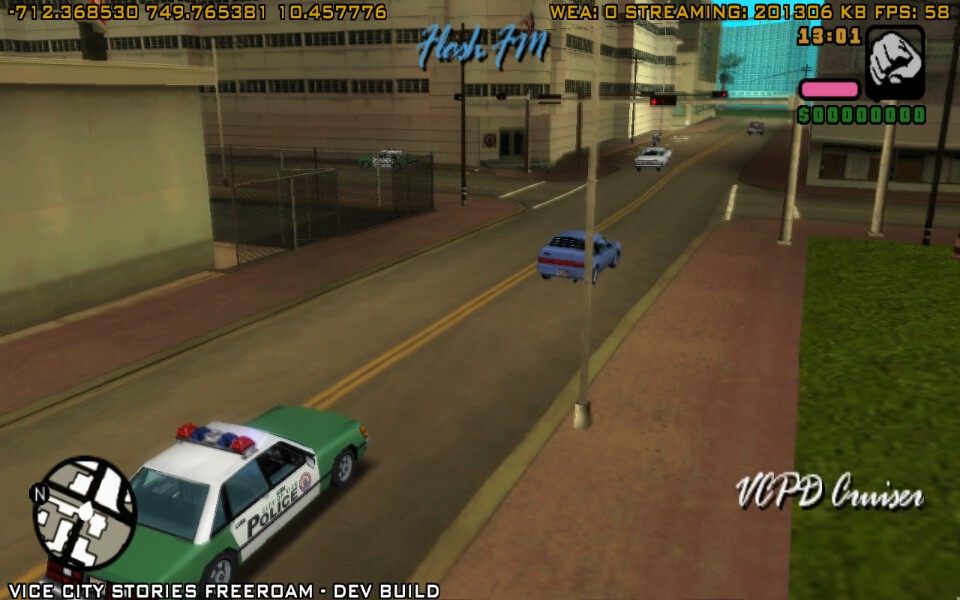 -712.368530 749.765381 10.457776
WEA: 0 STREAMING: 201306 KB FPS: 58
Flash FM
13:01
$00000000
N
POLICE
VCPD Cruiser
VICE CITY STORIES FREEROAM - DEV BUILD